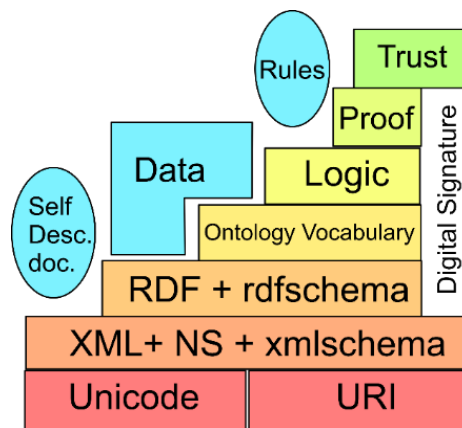 Trust
Rules
Proof
Data
Logic
Self
Desc.
doc.
Ontology Vocabulary
Digital Signature
RDF + rdfschema
XML+ NS + xmlschema
Unicode
URI